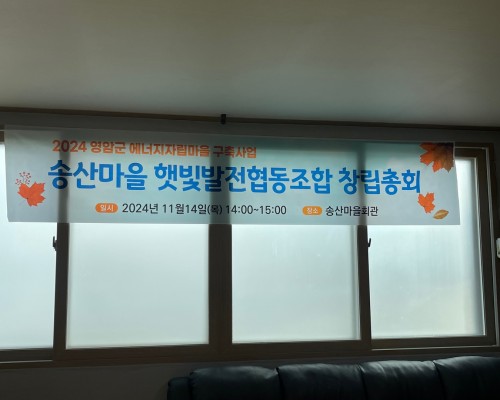 2024 영암군 에너지자립마을 구축사업
송산마을 햇빛발전협동조합 창립총회
일시 2024년 11월14일(목) 14:00~15:00 장소 송산마을회관